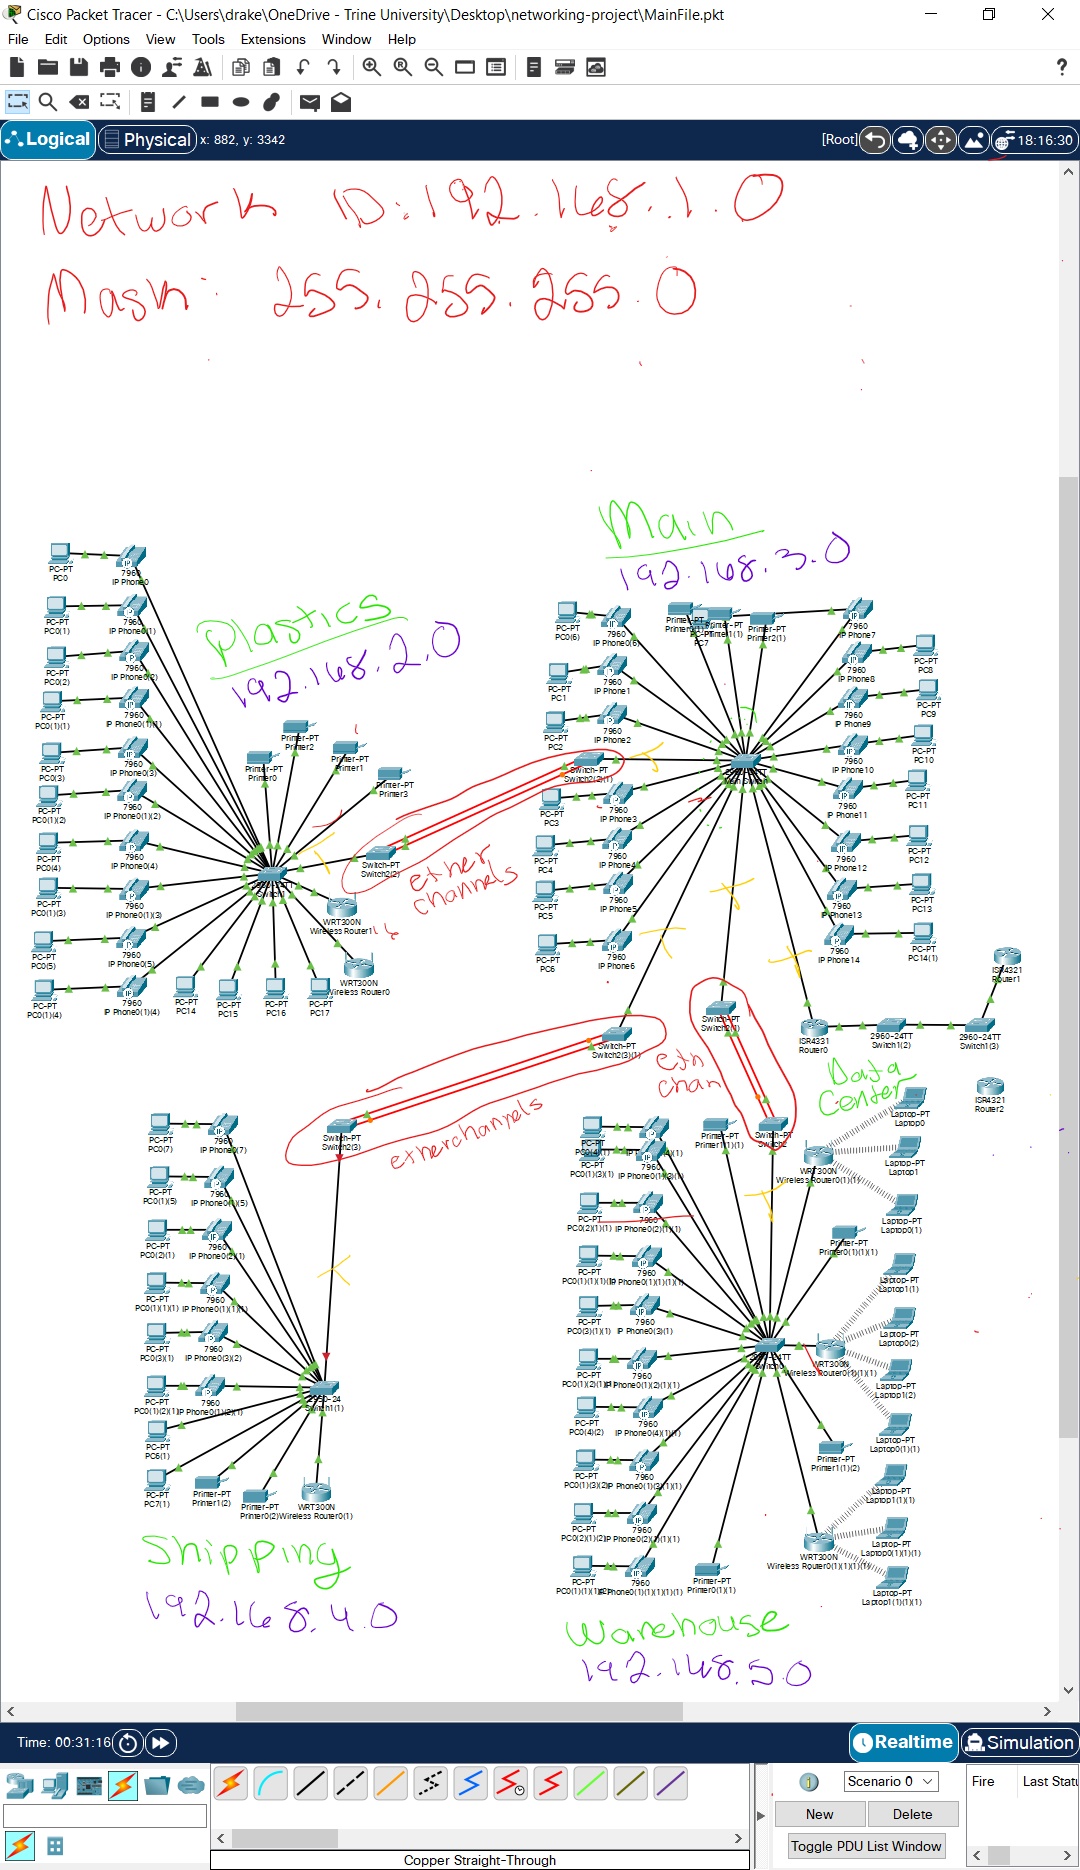 Cisco Packet Tracer - C:\Users\drake\OneDrive - Trine University\Desktop\networking-project\MainFile.pkt
File Edit Options View Tools Extensions Window Help
Logical Physical x: 882, y: 3342 [Root] 18:16:30
Network ID: 192.168.1.0
Mask: 255.255.255.0
Main
192.168.3.0
Plastics
192.168.2.0
PC-PT
PC0
7960
IP Phone0
PC-PT
PC0(1)
7960
IP Phone0(1)
PC-PT
PC0(2)
7960
IP Phone0(2)
PC-PT
PC0(1)(1)
7960
IP Phone0(1)(1)
PC-PT
PC0(3)
7960
IP Phone0(3)
PC-PT
PC0(1)(2)
7960
IP Phone0(1)(2)
PC-PT
PC0(4)
7960
IP Phone0(4)
PC-PT
PC0(1)(3)
7960
IP Phone0(1)(3)
PC-PT
PC0(5)
7960
IP Phone0(5)
PC-PT
PC0(1)(4)
7960
IP Phone0(1)(4)
PC-PT
PC14
PC-PT
PC15
PC-PT
PC16
PC-PT
PC17
Printer-PT
Printer2
Printer-PT
Printer0
Printer-PT
Printer1
Printer-PT
Printer3
Switch1
Switch-PT
Switch2(2)
WRT300N
Wireless Router1
WRT300N
Wireless Router0
ether
channels
Switch-PT
Switch2(2)(1)
PC-PT
PC0(6)
7960
IP Phone0(6)
PC-PT
PC1
7960
IP Phone1
PC-PT
PC2
7960
IP Phone2
PC-PT
PC3
7960
IP Phone3
PC-PT
PC4
7960
IP Phone4
PC-PT
PC5
7960
IP Phone5
PC-PT
PC6
7960
IP Phone6
PC7
Printer-PT
Printer2(1)
7960
IP Phone7
7960
IP Phone8
PC-PT
PC8
7960
IP Phone9
PC-PT
PC9
7960
IP Phone10
PC-PT
PC10
7960
IP Phone11
PC-PT
PC11
7960
IP Phone12
PC-PT
PC12
7960
IP Phone13
PC-PT
PC13
7960
IP Phone14
PC-PT
PC14(1)
ISR4321
Router1
Switch-PT
Switch2(1)
ISR4331
Router0
2960-24TT
Switch1(2)
2960-24TT
Switch1(3)
ISR4321
Router2
Switch-PT
Switch2(3)(1)
eth
chan
Data
Center
Switch-PT
Switch2(3)
etherchannels
Switch-PT
Switch2
PC-PT
PC0(7)
7960
IP Phone0(7)
PC-PT
PC0(1)(5)
7960
IP Phone0(1)(5)
PC-PT
PC0(2)(1)
7960
IP Phone0(2)(1)
PC-PT
PC0(1)(1)(1)
7960
IP Phone0(1)(1)(1)
PC-PT
PC0(3)(1)
7960
IP Phone0(3)(2)
PC-PT
PC0(1)(2)(1)
7960
IP Phone0(1)(2)(1)
PC-PT
PC6(1)
PC-PT
PC7(1)
Printer-PT
Printer1(2)
Printer-PT
Printer0(2)
WRT300N
Wireless Router0(1)
2950-24
Switch1(1)
Shipping
192.168.4.0
PC-PT
PC0(1)(3)(1)
7960
PC-PT
PC0(2)(1)(1)
7960
IP Phone0(2)(1)(1)
PC-PT
PC0(1)(1)(1)(1)
7960
IP Phone0(1)(1)(1)(1)
PC-PT
PC0(3)(1)(1)
7960
IP Phone0(3)(1)
PC-PT
7960
IP Phone0(1)(2)(1)(1)
PC-PT
PC0(4)(2)
7960
IP Phone0(4)(1)(1)
PC-PT
PC0(1)(3)(2)
7960
IP Phone0(1)(3)(1)(1)
PC-PT
PC0(2)(1)(2)
7960
PC-PT
7960
Printer-PT
Printer1(1)(1)
WRT300N
Wireless Router0(1)(1)
Laptop-PT
Laptop0
Laptop-PT
Laptop1
Laptop-PT
Laptop0(1)
Printer-PT
Printer0(1)(1)(1)
Laptop-PT
Laptop1(1)
Laptop-PT
Laptop0(2)
WRT300N
Wireless Router0(1)(1)(1)
Laptop-PT
Laptop1(2)
Laptop-PT
Laptop0(1)(1)
Printer-PT
Printer1(1)(2)
Laptop-PT
Laptop1(1)(1)
WRT300N
Wireless Router0(1)(1)(1)(1)
Laptop-PT
Laptop0(1)(1)(1)
Printer-PT
Printer0(1)(1)
Laptop-PT
Laptop1(1)(1)(1)
Warehouse
192.168.5.0
Time: 00:31:16 Realtime Simulation
Scenario 0 Fire Last Statu
New Delete
Toggle PDU List Window
Copper Straight-Through